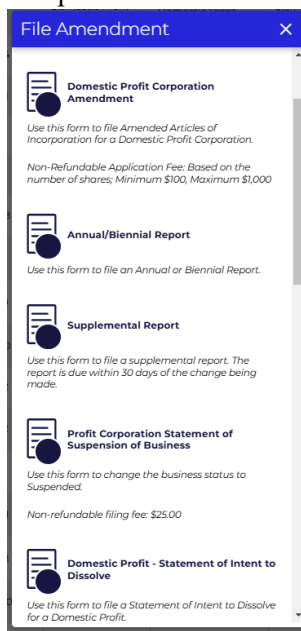 File Amendment
Domestic Profit Corporation
Amendment
Use this form to file Amended Articles of
Incorporation for a Domestic Profit Corporation.
Non-Refundable Application Fee: Based on the
number of shares; Minimum $100, Maximum $1,000
Annual/Biennial Report
Use this form to file an Annual or Biennial Report.
Supplemental Report
Use this form to file a supplemental report. The
report is due within 30 days of the change being
made.
Profit Corporation Statement of
Suspension of Business
Use this form to change the business status to
Suspended.
Non-refundable filing fee: $25.00
Domestic Profit - Statement of Intent to
Dissolve
Use this form to file a Statement of Intent to Dissolve
for a Domestic Profit.